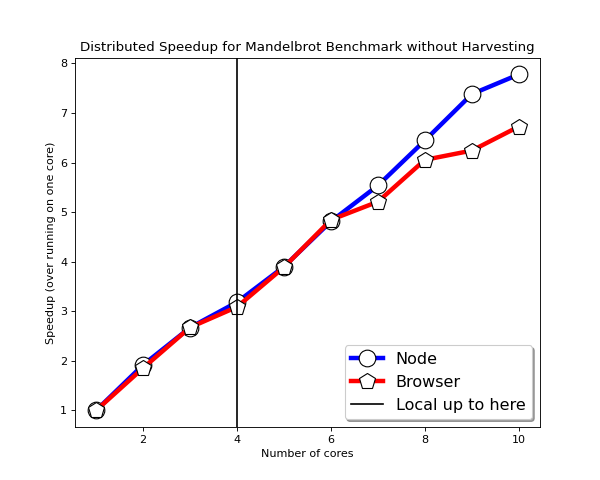 Distributed Speedup for Mandelbrot Benchmark without Harvesting
Speedup (over running on one core)
8
7
6
5
4
3
2
1
2 4 6 8 10
Number of cores
Node
Browser
Local up to here